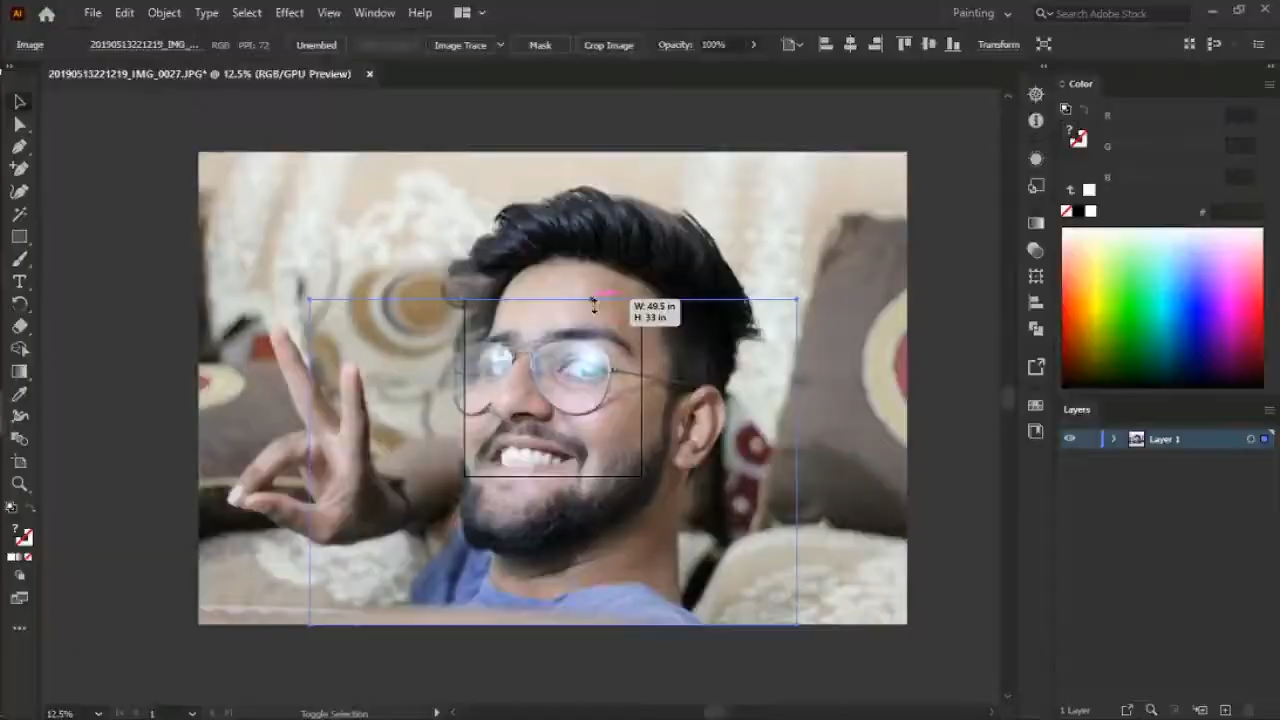 Ai File Edit Object Type Select Effect View Window Help Painting Search Adobe Stock
Image 20190513221219_IMG_... RGB PPI: 72 Unembed Image Trace Mask Crop Image Opacity: 100% Transform
20190513221219_IMG_0027.JPG* @ 12.5% (RGB/GPU Preview)
Color
R
G
B
#
W: 49.5 in
H: 33 in
Layers
Layer 1
12.5% 1 Toggle Selection 1 Layer